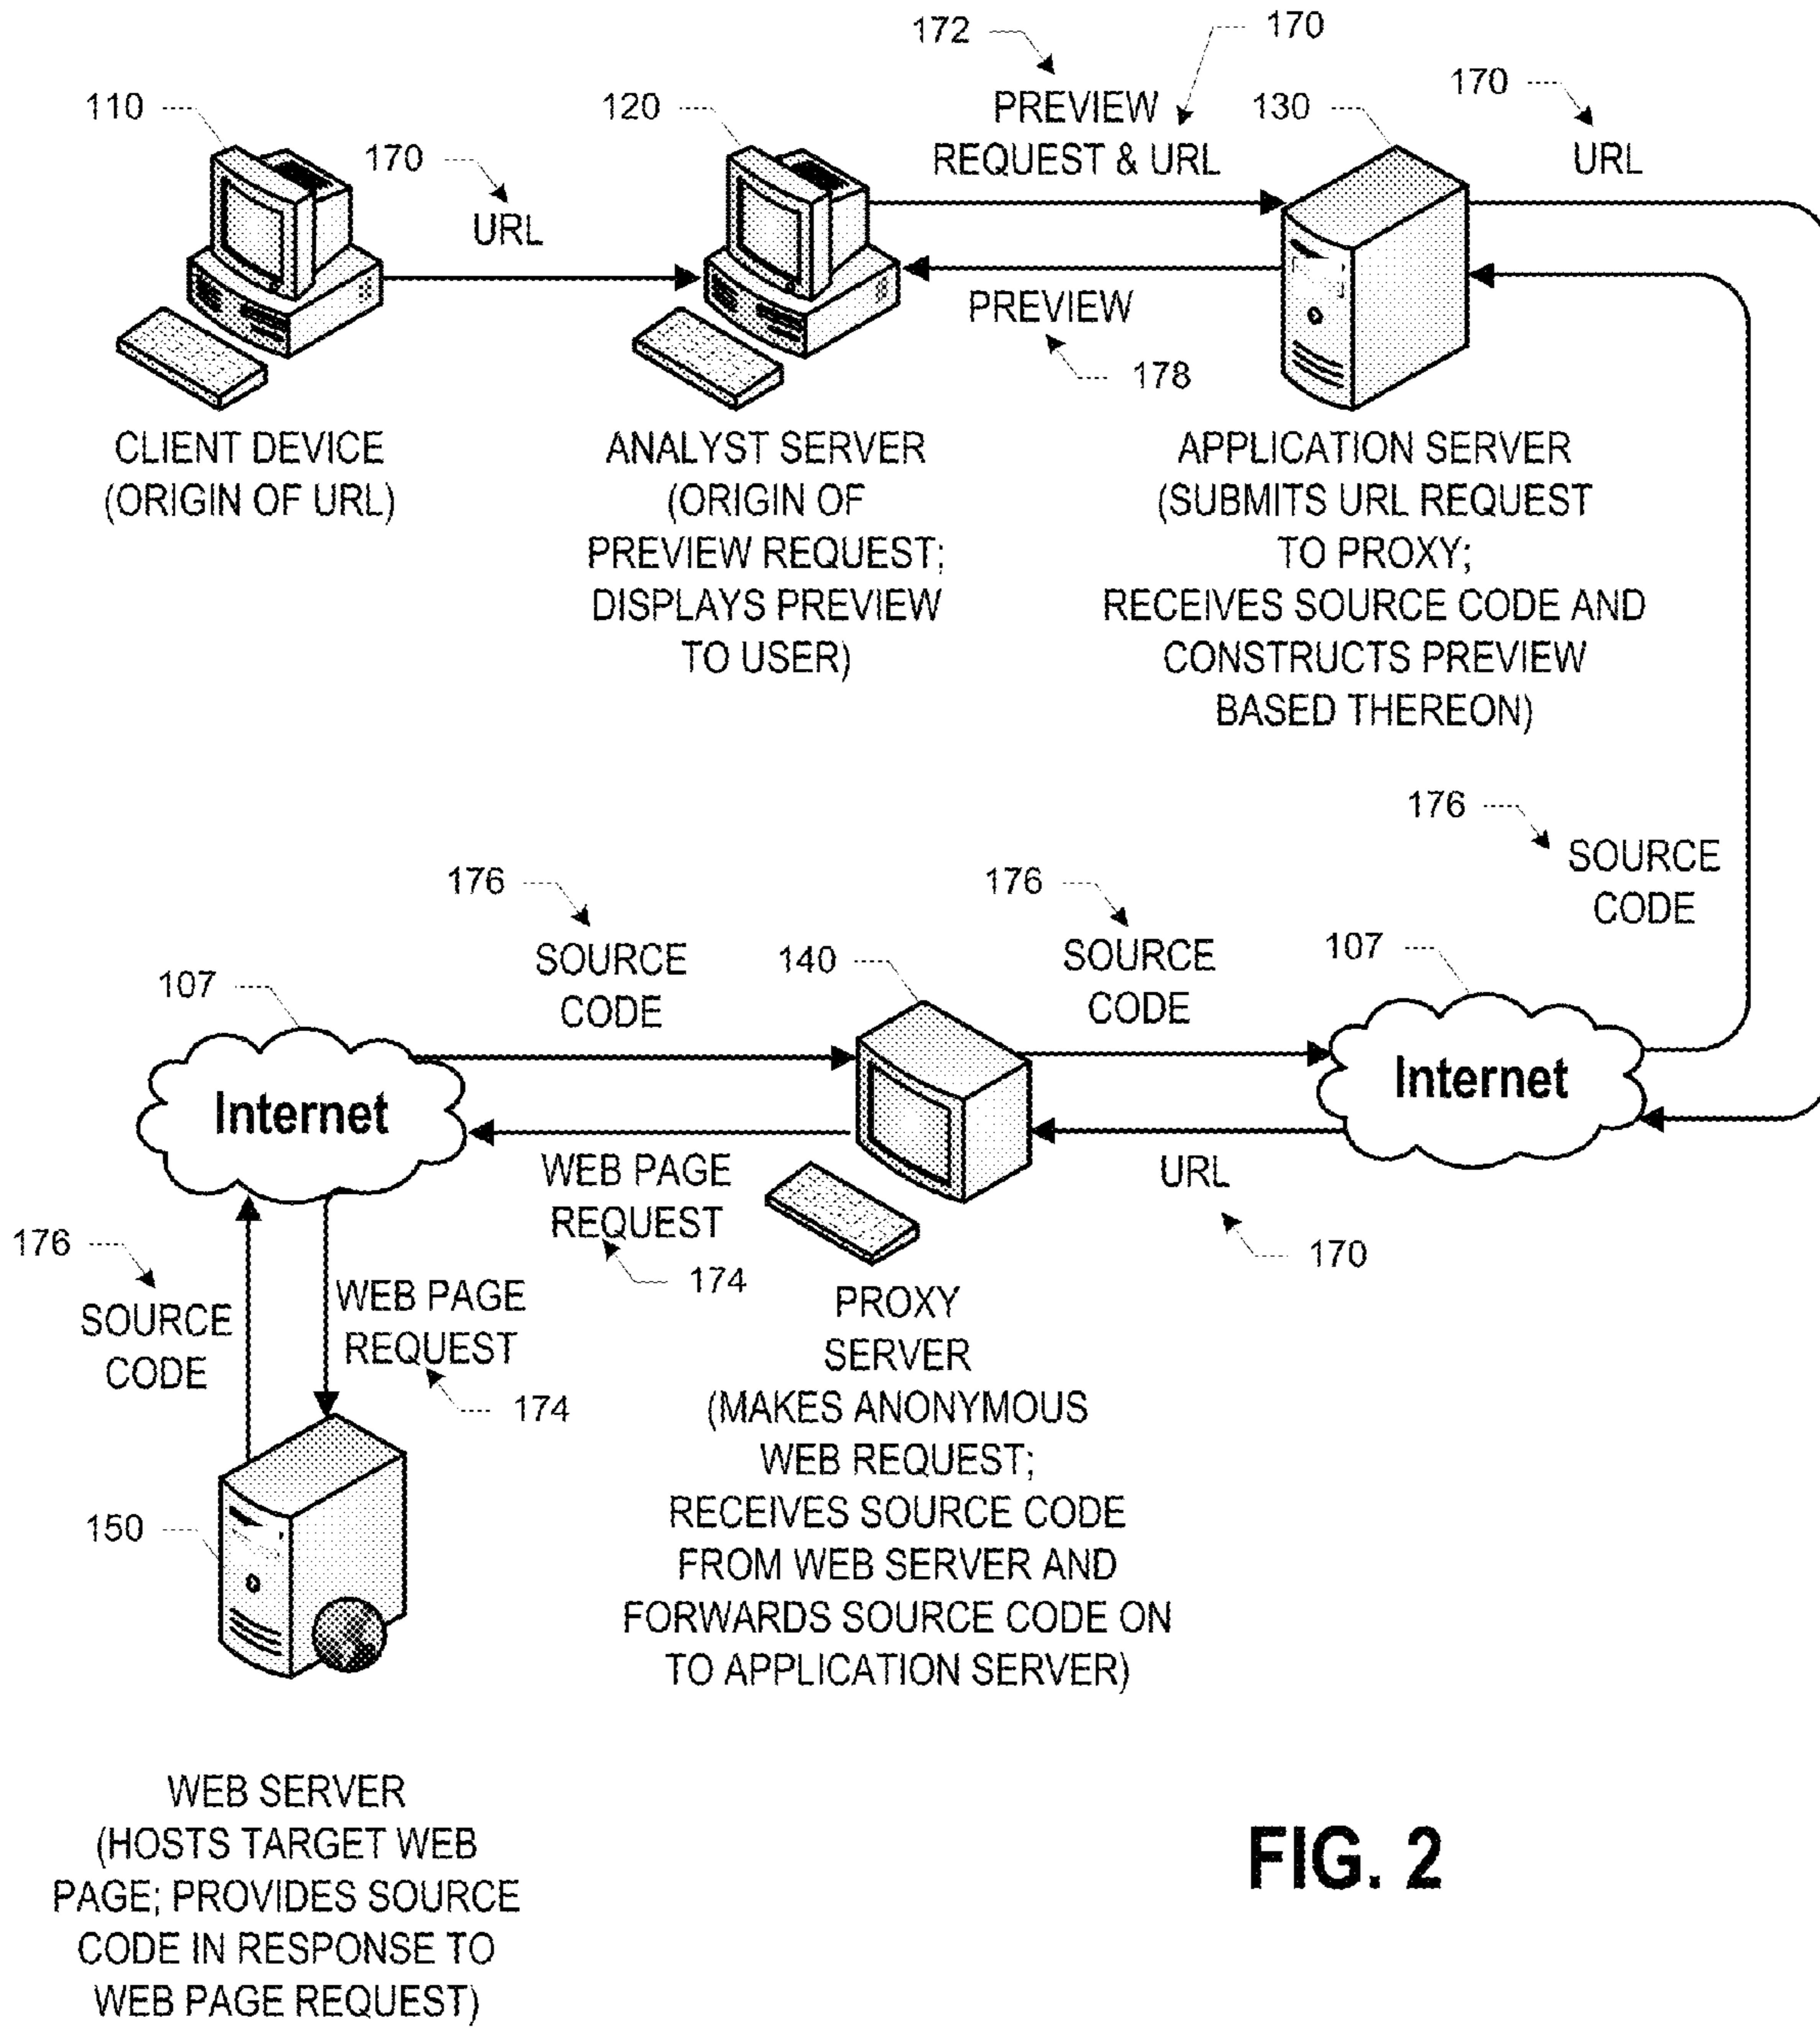 172
170
170
110
120
130
170
PREVIEW
REQUEST & URL
URL
URL
PREVIEW
178
CLIENT DEVICE
(ORIGIN OF URL)
ANALYST SERVER
(ORIGIN OF
PREVIEW REQUEST;
DISPLAYS PREVIEW
TO USER)
APPLICATION SERVER
(SUBMITS URL REQUEST
TO PROXY;
RECEIVES SOURCE CODE AND
CONSTRUCTS PREVIEW
BASED THEREON)
176
SOURCE
CODE
176
SOURCE
CODE
176
SOURCE
CODE
107
140
107
Internet
Internet
WEB PAGE
REQUEST
174
URL
170
176
SOURCE
CODE
WEB PAGE
REQUEST
174
PROXY
SERVER
(MAKES ANONYMOUS
WEB REQUEST;
RECEIVES SOURCE CODE
FROM WEB SERVER AND
FORWARDS SOURCE CODE ON
TO APPLICATION SERVER)
150
WEB SERVER
(HOSTS TARGET WEB
PAGE; PROVIDES SOURCE
CODE IN RESPONSE TO
WEB PAGE REQUEST)
FIG. 2